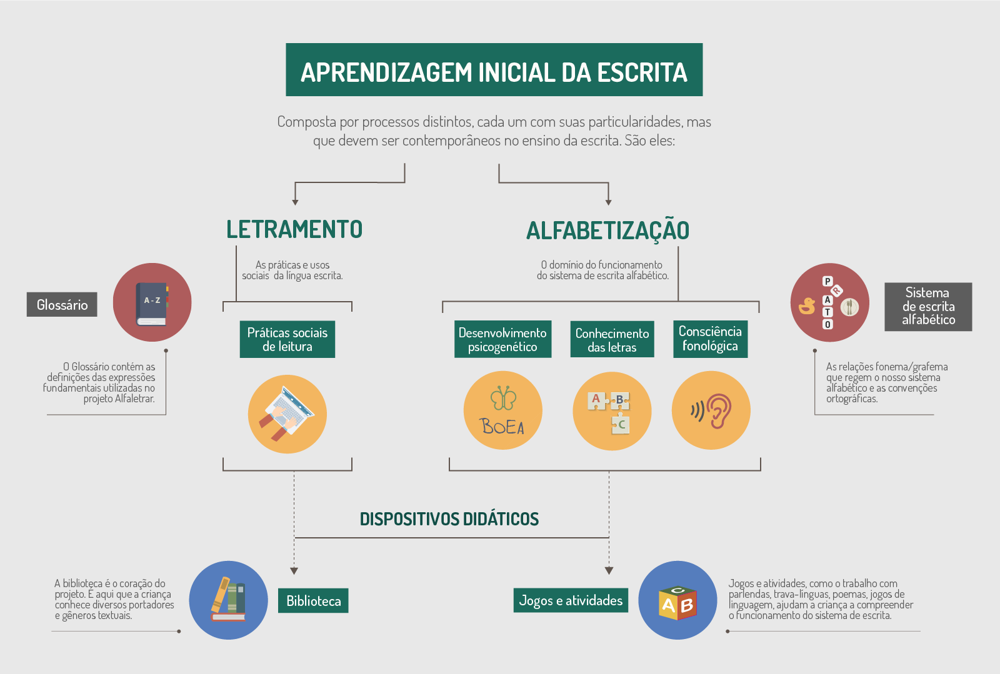 APRENDIZAGEM INICIAL DA ESCRITA
Composta por processos distintos, cada um com suas particularidades, mas
que devem ser contemporâneos no ensino da escrita. São eles:
LETRAMENTO
As práticas e usos
sociais da língua escrita.
ALFABETIZAÇÃO
O domínio do funcionamento
do sistema de escrita alfabético.
Glossário
A-Z
O Glossário contém as
definições das expressões
fundamentais utilizadas no
projeto Alfaletrar.
Práticas sociais
de leitura
Desenvolvimento
psicogenético
BOEA
Conhecimento
das letras
A B
C
Consciência
fonológica
P
R
A
T
O
Sistema
de escrita
alfabético
As relações fonema/grafema
que regem o nosso sistema
alfabético e as convenções
ortográficas.
DISPOSITIVOS DIDÁTICOS
A biblioteca é o coração do
projeto. É aqui que a criança
conhece diversos portadores
e gêneros textuais.
Biblioteca
Jogos e atividades
C
A B
Jogos e atividades, como o trabalho com
parlendas, trava-línguas, poemas, jogos de
linguagem, ajudam a criança a compreender
o funcionamento do sistema de escrita.